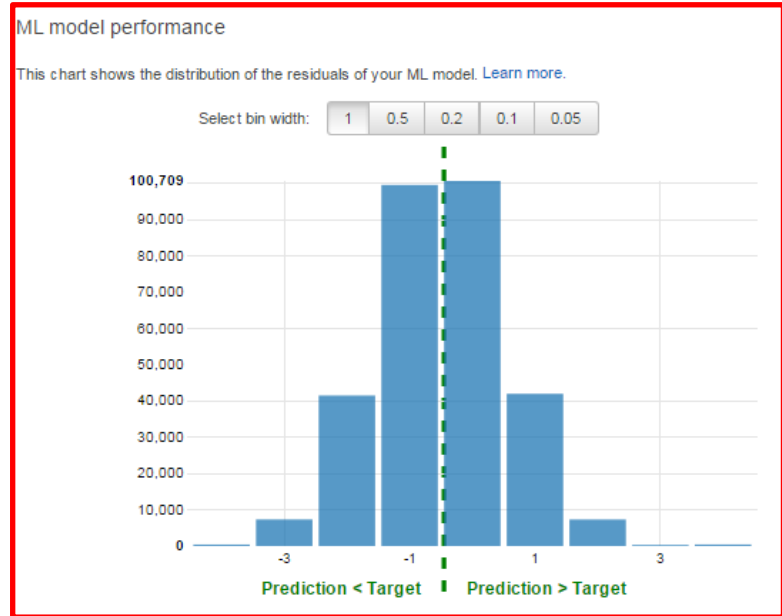 ML model performance
This chart shows the distribution of the residuals of your ML model. Learn more.
Select bin width: 1 0.5 0.2 0.1 0.05
100,709
90,000
80,000
70,000
60,000
50,000
40,000
30,000
20,000
10,000
0
-3 -1 1 3
Prediction < Target Prediction > Target